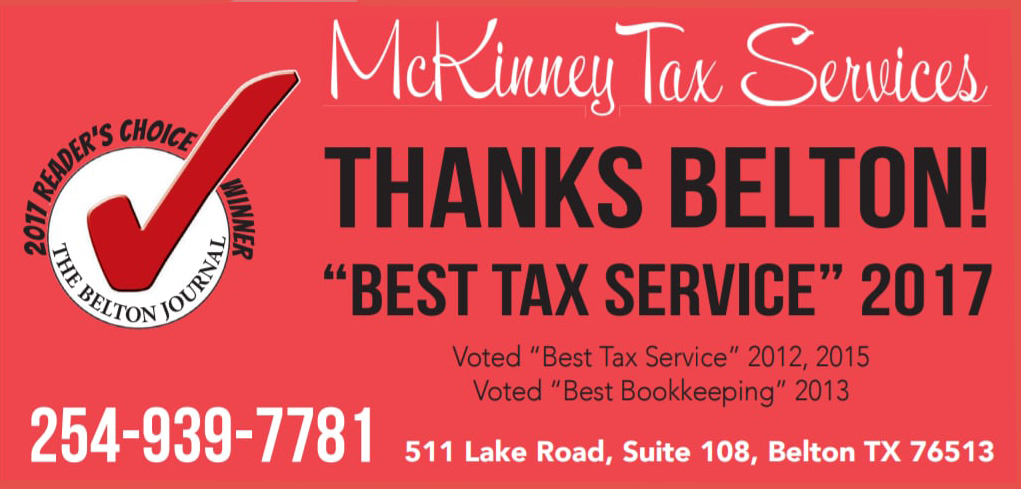 McKinney Tax Services
2017 READER'S CHOICE
WINNER
THE BELTON JOURNAL
THANKS BELTON!
“BEST TAX SERVICE” 2017
Voted “Best Tax Service” 2012, 2015
Voted “Best Bookkeeping” 2013
254-939-7781
511 Lake Road, Suite 108, Belton TX 76513